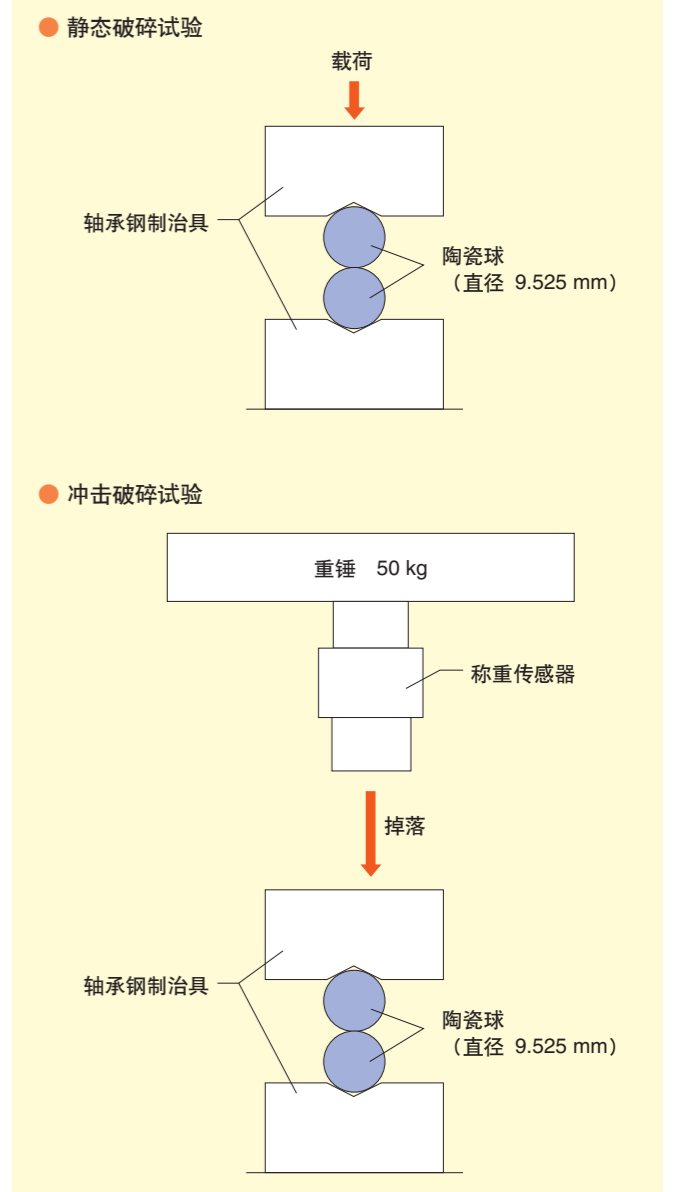 静态破碎试验
载荷
轴承钢制治具
陶瓷球
（直径 9.525 mm）
冲击破碎试验
重锤 50 kg
称重传感器
掉落
轴承钢制治具
陶瓷球
（直径 9.525 mm）